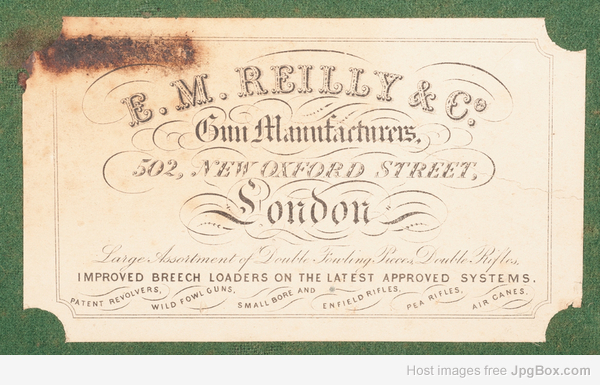 E. M. REILLY & Co.
Gun Manufacturers,
502, NEW OXFORD STREET,
London
Large Assortment of Double Fowling Pieces, Double Rifles,
IMPROVED BREECH LOADERS ON THE LATEST APPROVED SYSTEMS.
PATENT REVOLVERS, WILD FOWL GUNS, SMALL BORE AND ENFIELD RIFLES, PEA RIFLES, AIR CANES.
Host images free JpgBox.com